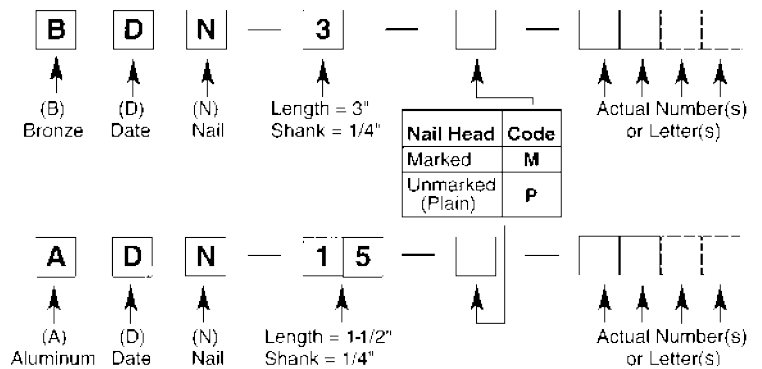 B D N — 3 — —
(B) (D) (N) Length = 3" Actual Number(s)
Bronze Date Nail Shank = 1/4" or Letter(s)
Nail Head Code
Marked M
Unmarked
(Plain) P
A D N — 1 5 — —
(A) (D) (N) Length = 1-1/2" Actual Number(s)
Aluminum Date Nail Shank = 1/4" or Letter(s)